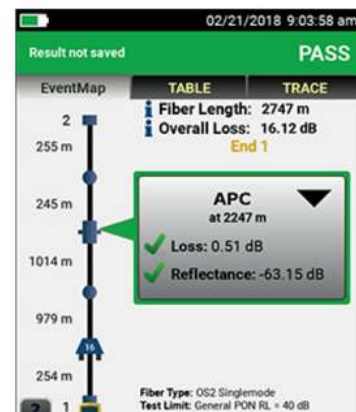 02/21/2018 9:03:58 am
Result not saved
PASS
EventMap
TABLE
TRACE
Fiber Length: 2747 m
Overall Loss: 16.12 dB
End 1
2
255 m
245 m
APC
at 2247 m
Loss: 0.51 dB
Reflectance: -63.15 dB
1014 m
979 m
16
254 m
1
Fiber Type: OS2 Singlemode
Test Limit: General PON RL = 40 dB